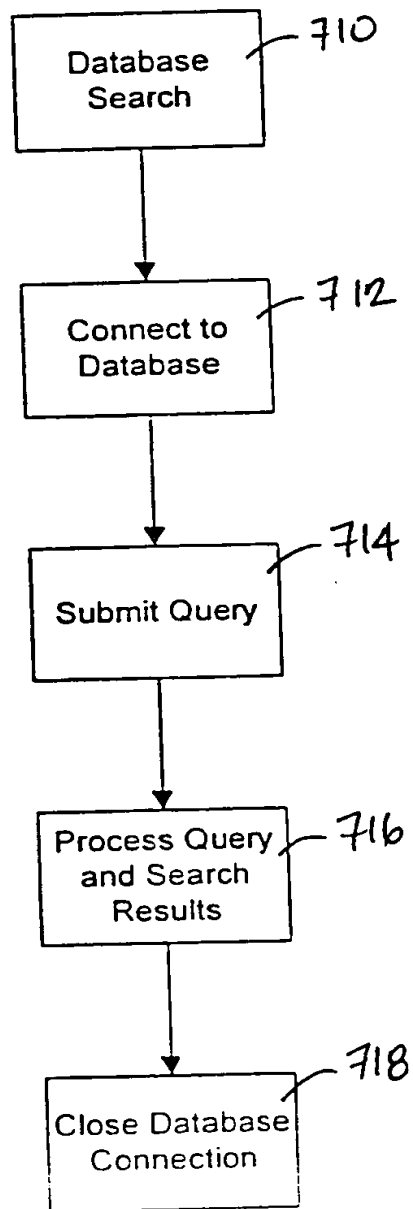 710
Database
Search
712
Connect to
Database
714
Submit Query
716
Process Query
and Search
Results
718
Close Database
Connection